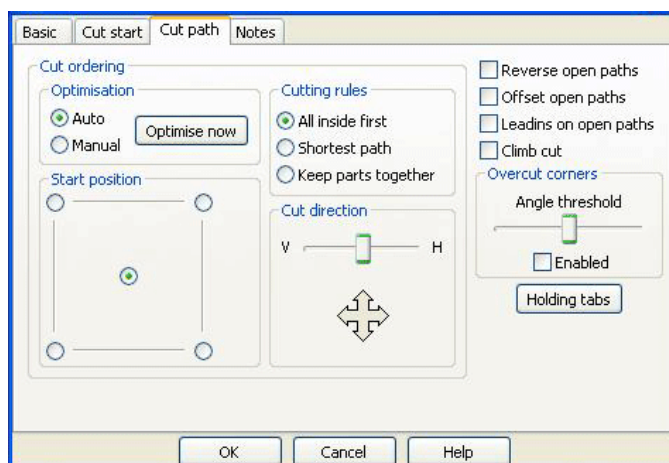 Basic
Cut start
Cut path
Notes
Cut ordering
Optimisation
Auto
Manual
Optimise now
Start position
Cutting rules
All inside first
Shortest path
Keep parts together
Cut direction
V
H
Reverse open paths
Offset open paths
Leadins on open paths
Climb cut
Overcut corners
Angle threshold
Enabled
Holding tabs
OK
Cancel
Help